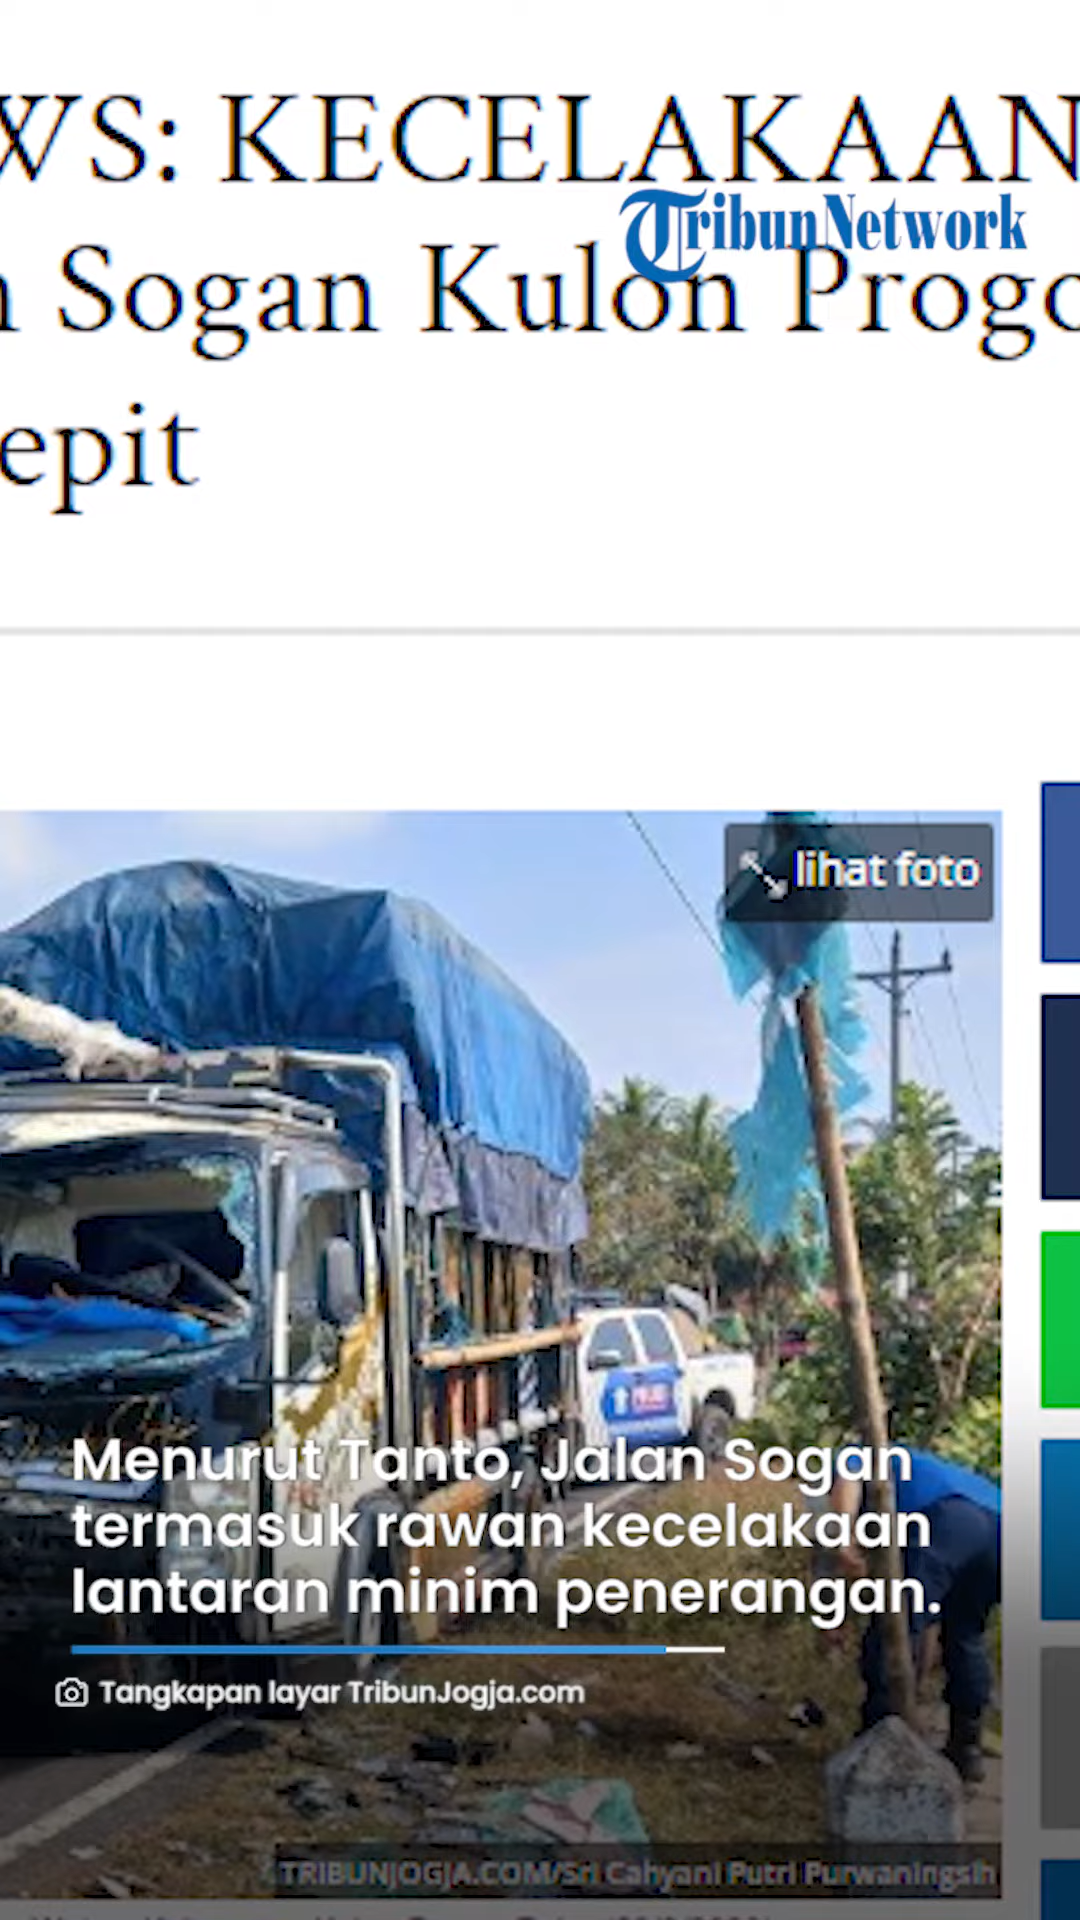 WS: KECELAKAAN
TribunNetwork
n Sogan Kulon Progo
epit
lihat foto
Menurut Tanto, Jalan Sogan
termasuk rawan kecelakaan
lantaran minim penerangan.
Tangkapan layar TribunJogja.com
TRIBUNJOGJA.COM/Sri Cahyani Putri Purwaningsih